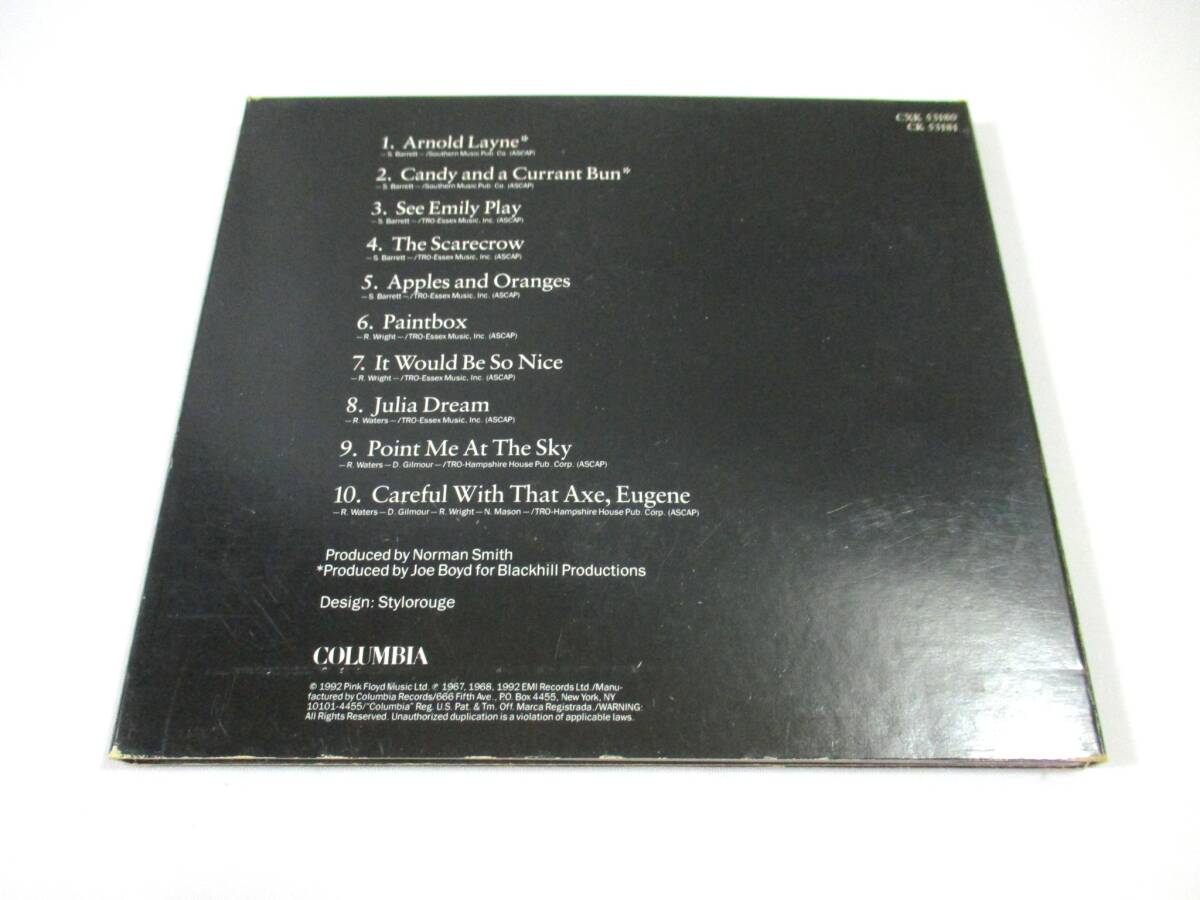 CXK 53180
CK 53181
1. Arnold Layne*
– S. Barrett – /Southern Music Pub. Co. (ASCAP)
2. Candy and a Currant Bun*
– S. Barrett – /Southern Music Pub. Co. (ASCAP)
3. See Emily Play
– S. Barrett – /TRO-Essex Music, Inc. (ASCAP)
4. The Scarecrow
– S. Barrett – /TRO-Essex Music, Inc. (ASCAP)
5. Apples and Oranges
– S. Barrett – /TRO-Essex Music, Inc. (ASCAP)
6. Paintbox
– R. Wright – /TRO-Essex Music, Inc. (ASCAP)
7. It Would Be So Nice
– R. Wright – /TRO-Essex Music, Inc. (ASCAP)
8. Julia Dream
– R. Waters – /TRO-Essex Music, Inc. (ASCAP)
9. Point Me At The Sky
– R. Waters – D. Gilmour – /TRO-Hampshire House Pub. Corp. (ASCAP)
10. Careful With That Axe, Eugene
– R. Waters – D. Gilmour – R. Wright – N. Mason – /TRO-Hampshire House Pub. Corp. (ASCAP)
Produced by Norman Smith
*Produced by Joe Boyd for Blackhill Productions
Design: Stylorouge
COLUMBIA
© 1992 Pink Floyd Music Ltd. ℗ 1967, 1968, 1992 EMI Records Ltd./Manu-
factured by Columbia Records/666 Fifth Ave., P.O. Box 4455, New York, NY
10101-4455/"Columbia" Reg. U.S. Pat. & Tm. Off. Marca Registrada./WARNING:
All Rights Reserved. Unauthorized duplication is a violation of applicable laws.